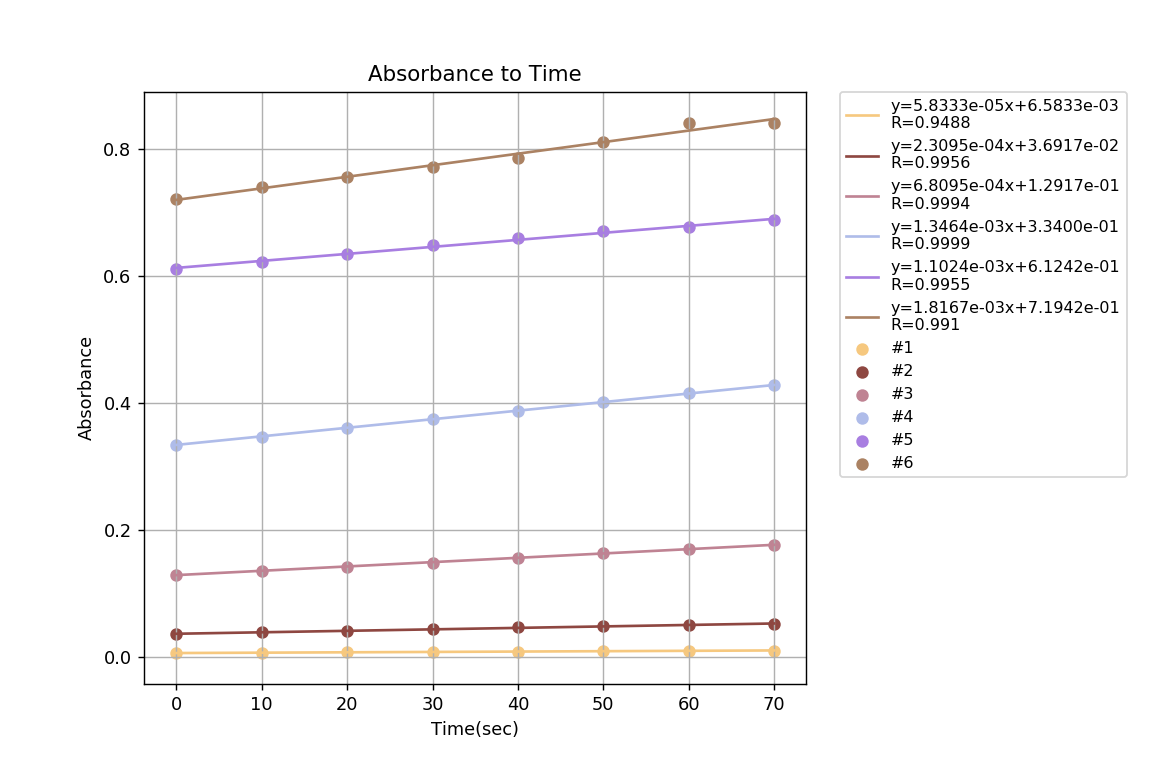 Absorbance to Time
Absorbance
0.8
0.6
0.4
0.2
0.0
0 10 20 30 40 50 60 70
Time(sec)
y=5.8333e-05x+6.5833e-03
R=0.9488
y=2.3095e-04x+3.6917e-02
R=0.9956
y=6.8095e-04x+1.2917e-01
R=0.9994
y=1.3464e-03x+3.3400e-01
R=0.9999
y=1.1024e-03x+6.1242e-01
R=0.9955
y=1.8167e-03x+7.1942e-01
R=0.991
#1
#2
#3
#4
#5
#6